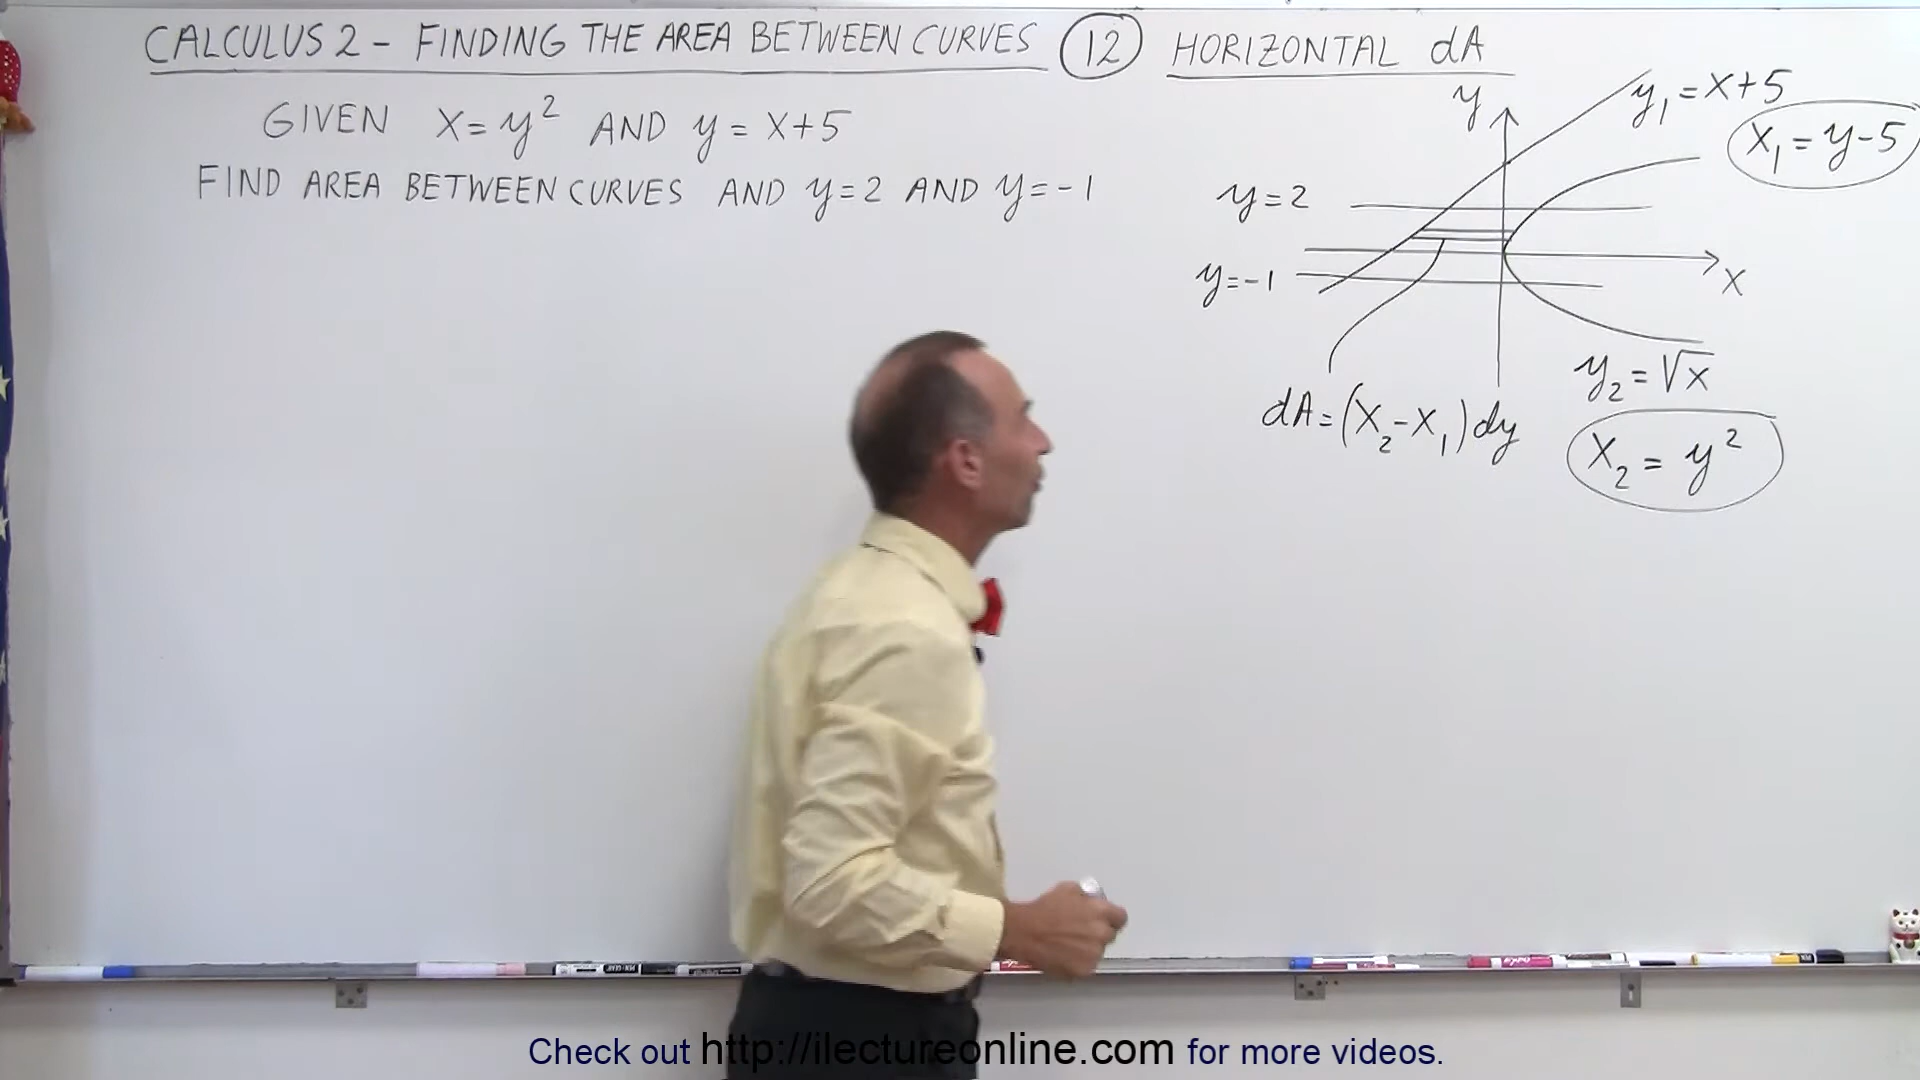 CALCULUS 2 - FINDING THE AREA BETWEEN CURVES 12 HORIZONTAL dA
GIVEN x = y² AND y = x+5
FIND AREA BETWEEN CURVES AND y=2 AND y=-1
y
y₁ = x+5
x₁ = y-5
y=2
y=-1
x
y₂ = √x
dA = (x₂-x₁)dy
x₂ = y²
Check out http://ilectureonline.com for more videos.